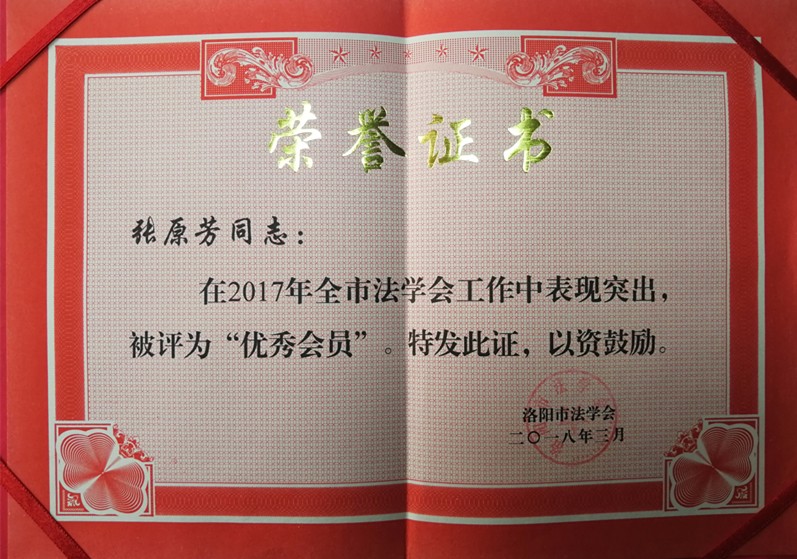 荣誉证书
张原芳同志：
在2017年全市法学会工作中表现突出，
被评为“优秀会员”。特发此证，以资鼓励。
洛阳市法学会
二〇一八年三月